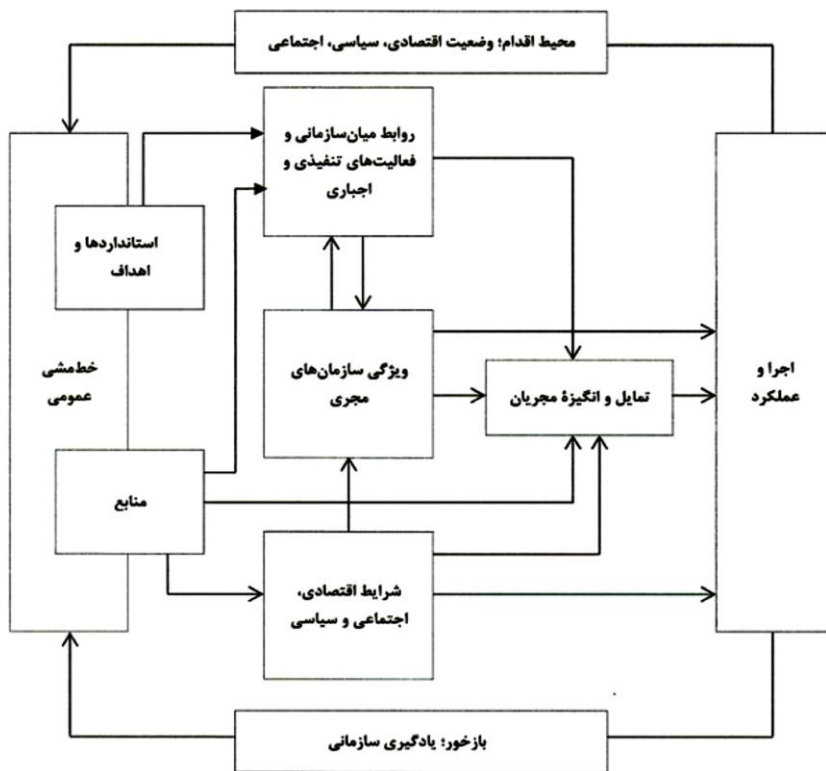 محیط اقدام؛ وضعیت اقتصادی، سیاسی، اجتماعی
روابط میان‌سازمانی و
فعالیت‌های تنفیذی و
اجباری
استانداردها و
اهداف
خط‌مشی
عمومی
ویژگی سازمان‌های
مجری
تمایل و انگیزهٔ مجریان
اجرا و
عملکرد
منابع
شرایط اقتصادی،
اجتماعی و سیاسی
بازخور؛ یادگیری سازمانی